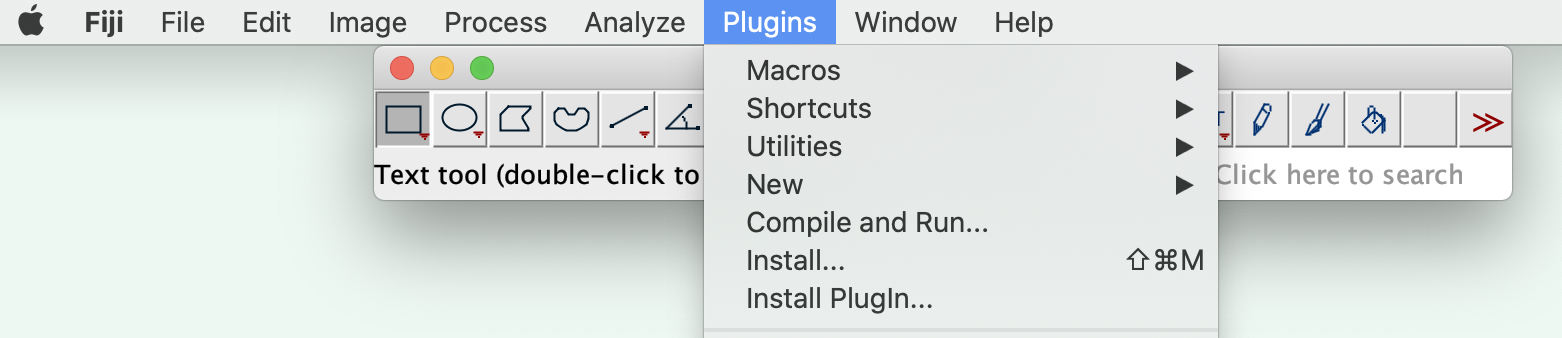 Fiji File Edit Image Process Analyze Plugins Window Help
Macros
Shortcuts
Utilities
New
Compile and Run...
Install... ⇧⌘M
Install PlugIn...
Text tool (double-click to
Click here to search